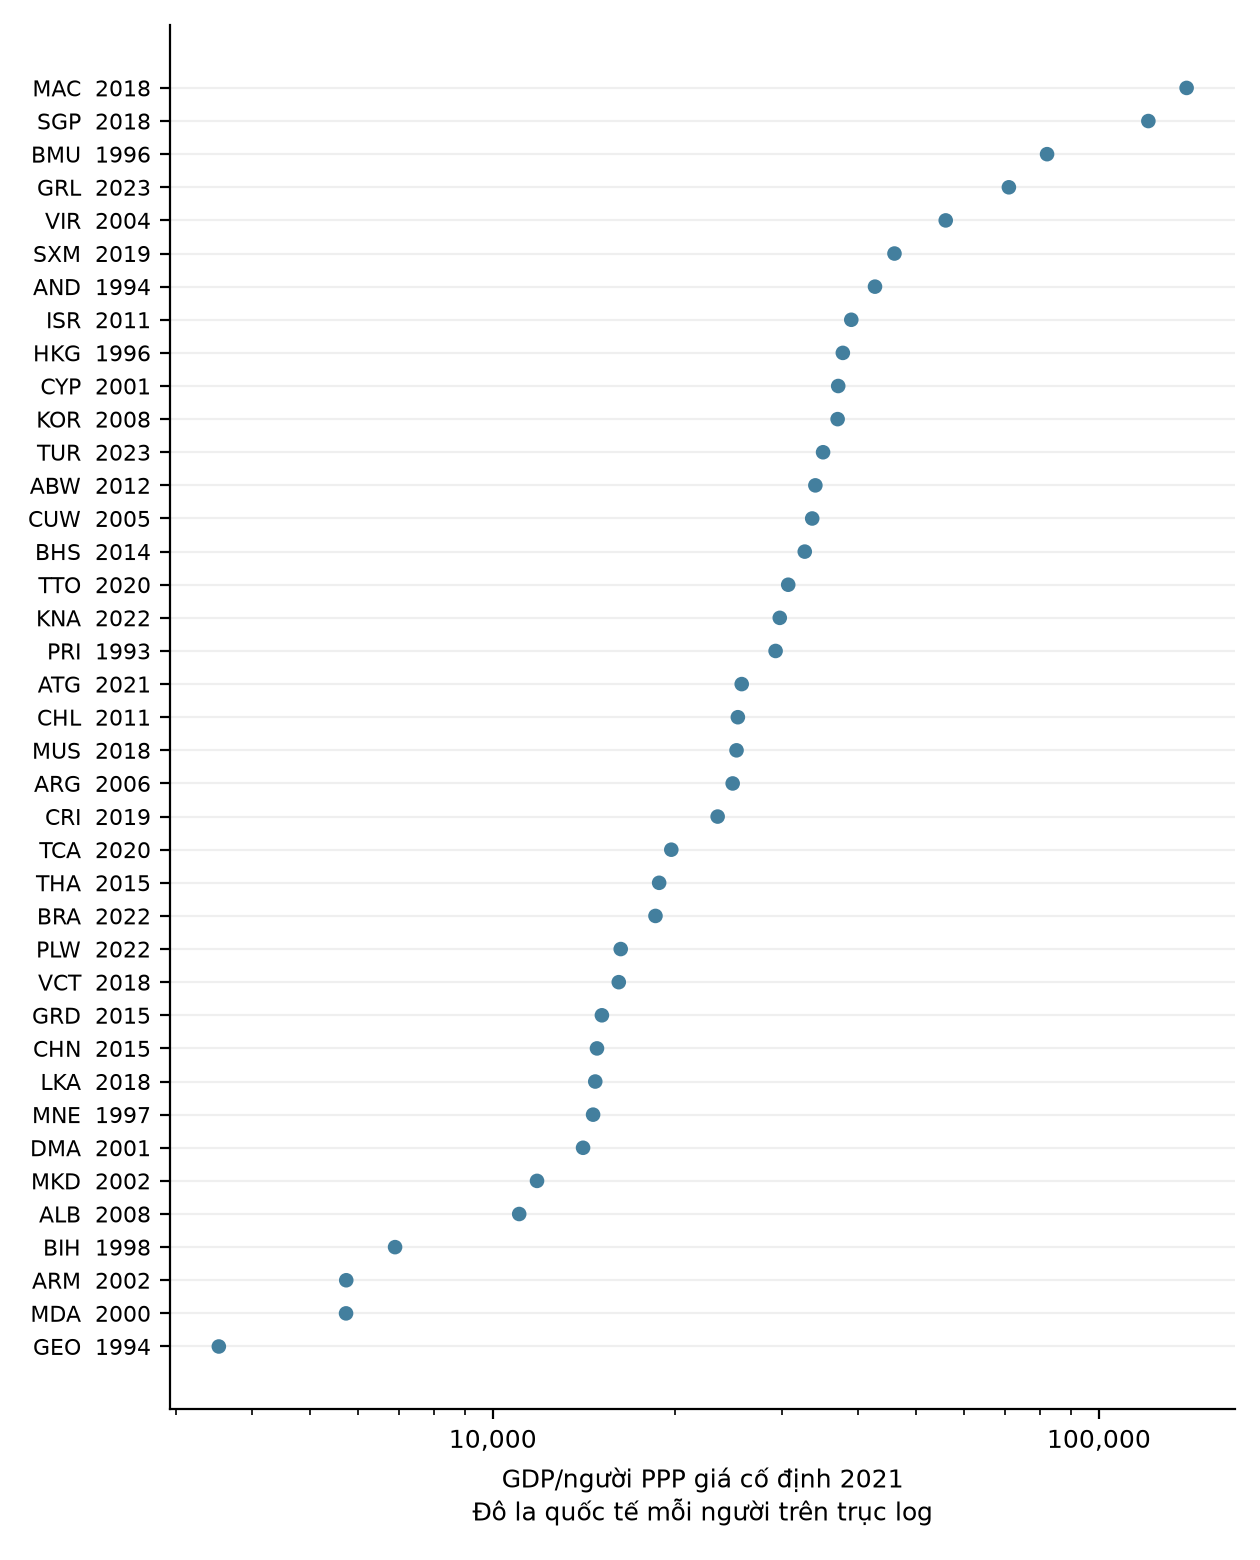 MAC 2018
SGP 2018
BMU 1996
GRL 2023
VIR 2004
SXM 2019
AND 1994
ISR 2011
HKG 1996
CYP 2001
KOR 2008
TUR 2023
ABW 2012
CUW 2005
BHS 2014
TTO 2020
KNA 2022
PRI 1993
ATG 2021
CHL 2011
MUS 2018
ARG 2006
CRI 2019
TCA 2020
THA 2015
BRA 2022
PLW 2022
VCT 2018
GRD 2015
CHN 2015
LKA 2018
MNE 1997
DMA 2001
MKD 2002
ALB 2008
BIH 1998
ARM 2002
MDA 2000
GEO 1994
10,000 100,000
GDP/người PPP giá cố định 2021
Đô la quốc tế mỗi người trên trục log